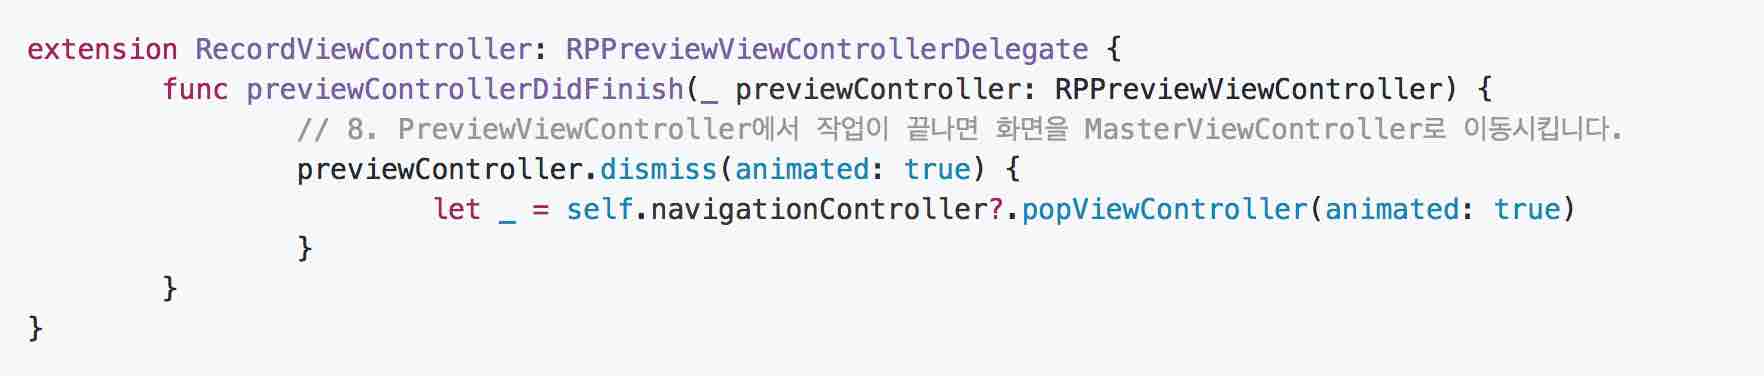 extension RecordViewController: RPPreviewViewControllerDelegate {
func previewControllerDidFinish(_ previewController: RPPreviewViewController) {
// 8. PreviewViewController에서 작업이 끝나면 화면을 MasterViewController로 이동시킵니다.
previewController.dismiss(animated: true) {
let _ = self.navigationController?.popViewController(animated: true)
}
}
}